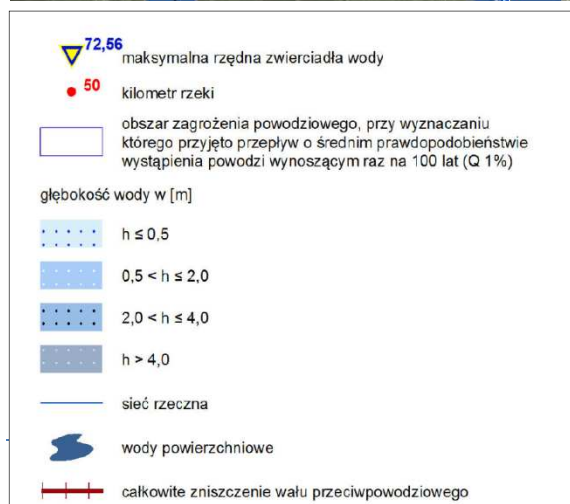 72,56
maksymalna rzędna zwierciadła wody
50
kilometr rzeki
obszar zagrożenia powodziowego, przy wyznaczaniu
którego przyjęto przepływ o średnim prawdopodobieństwie
wystąpienia powodzi wynoszącym raz na 100 lat (Q 1%)
głębokość wody w [m]
h ≤ 0,5
0,5 < h ≤ 2,0
2,0 < h ≤ 4,0
h > 4,0
sieć rzeczna
wody powierzchniowe
całkowite zniszczenie wału przeciwpowodziowego